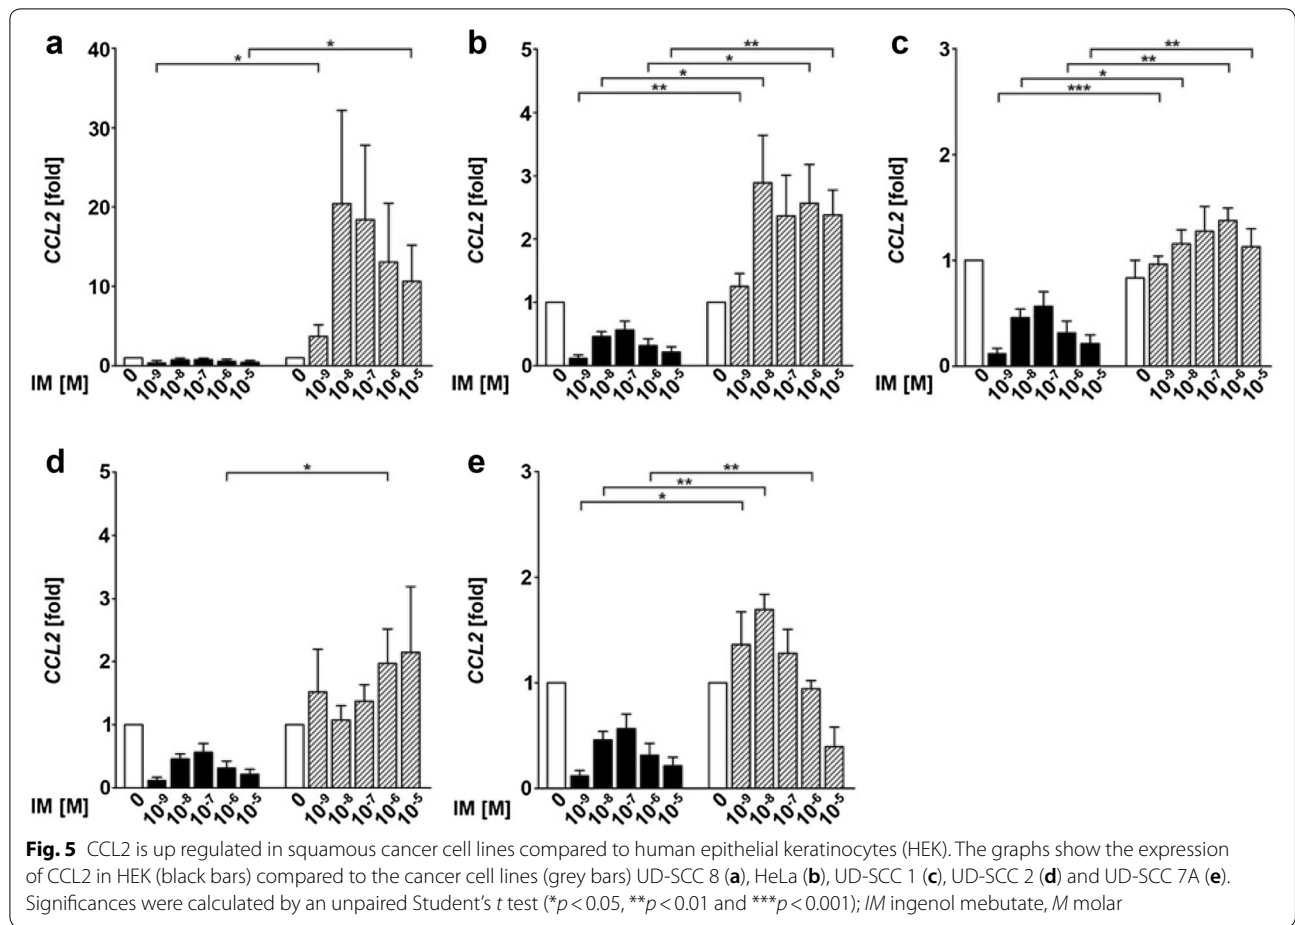 a
b
c
*
*
**
*
*
**
**
**
*
***
CCL2 [fold]
40
30
20
10
0
CCL2 [fold]
5
4
3
2
1
0
CCL2 [fold]
3
2
1
0
IM [M] 0 10-9 10-8 10-7 10-6 10-5 0 10-9 10-8 10-7 10-6 10-5
IM [M] 0 10-9 10-8 10-7 10-6 10-5 0 10-9 10-8 10-7 10-6 10-5
IM [M] 0 10-9 10-8 10-7 10-6 10-5 0 10-9 10-8 10-7 10-6 10-5
d
e
*
**
**
*
CCL2 [fold]
5
4
3
2
1
0
CCL2 [fold]
3
2
1
0
IM [M] 0 10-9 10-8 10-7 10-6 10-5 0 10-9 10-8 10-7 10-6 10-5
IM [M] 0 10-9 10-8 10-7 10-6 10-5 0 10-9 10-8 10-7 10-6 10-5
Fig. 5 CCL2 is up regulated in squamous cancer cell lines compared to human epithelial keratinocytes (HEK). The graphs show the expression
of CCL2 in HEK (black bars) compared to the cancer cell lines (grey bars) UD-SCC 8 (a), HeLa (b), UD-SCC 1 (c), UD-SCC 2 (d) and UD-SCC 7A (e).
Significances were calculated by an unpaired Student's t test (*p < 0.05, **p < 0.01 and ***p < 0.001); IM ingenol mebutate, M molar